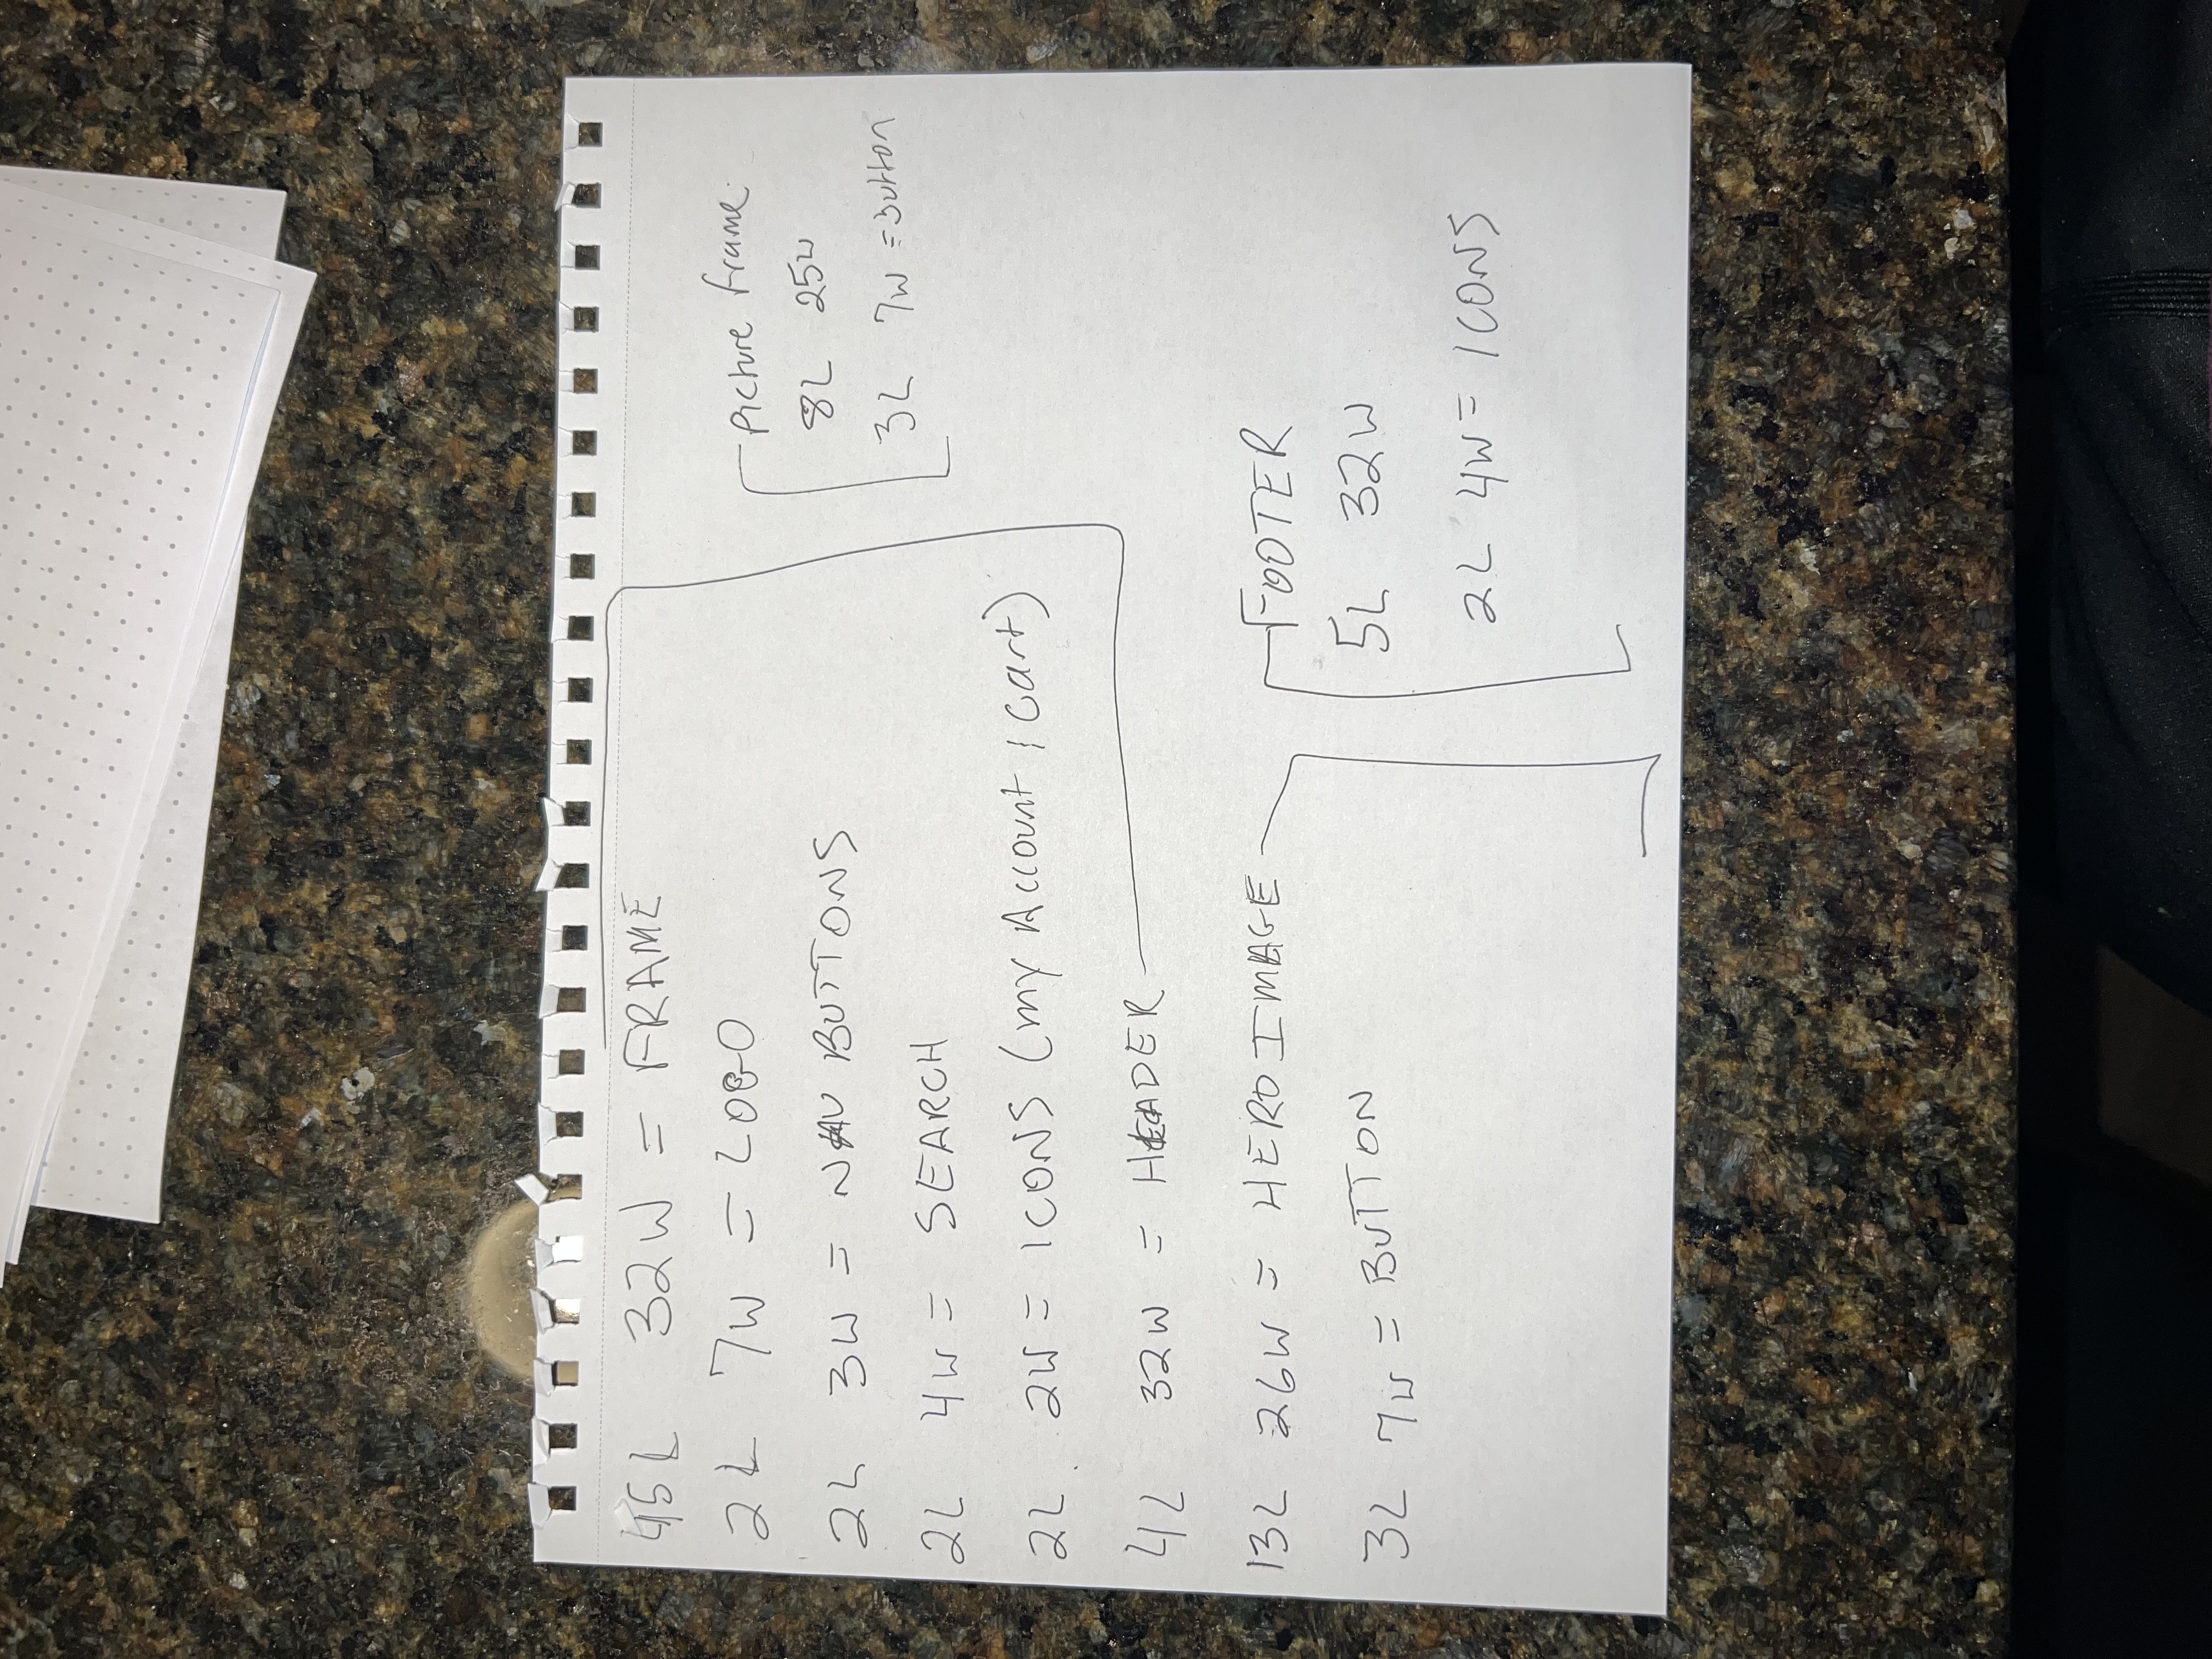 45L 32W = FRAME
2L 7W = LOGO
2L 3W = NAV BUTTONS
2L 4W = SEARCH
2L 2W = ICONS (my Account ; cart)
4L 32W = HEADER
13L 26W = HERO IMAGE
3L 7W = BUTTON
Picture frame
8L 25W
3L 7W = Button
FOOTER
5L 32W
2L 4W = ICONS